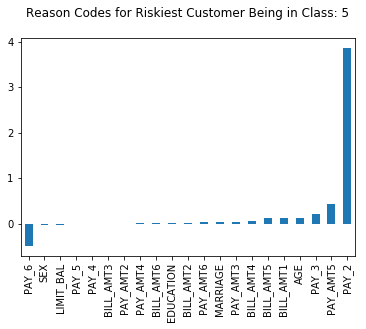 Reason Codes for Riskiest Customer Being in Class: 5
4
3
2
1
0
PAY_6
SEX
LIMIT_BAL
PAY_5
PAY_4
BILL_AMT3
PAY_AMT2
PAY_AMT4
BILL_AMT6
EDUCATION
BILL_AMT2
PAY_AMT6
MARRIAGE
PAY_AMT3
BILL_AMT4
BILL_AMT5
BILL_AMT1
AGE
PAY_3
PAY_AMT5
PAY_2